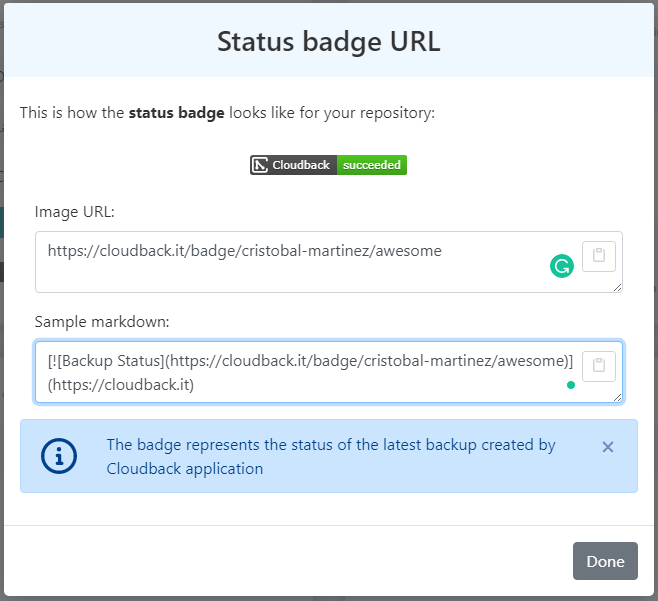 Status badge URL
This is how the status badge looks like for your repository:
Cloudback succeeded
Image URL:
https://cloudback.it/badge/cristobal-martinez/awesome
Sample markdown:
[![Backup Status](https://cloudback.it/badge/cristobal-martinez/awesome)]
(https://cloudback.it)
The badge represents the status of the latest backup created by
Cloudback application
Done